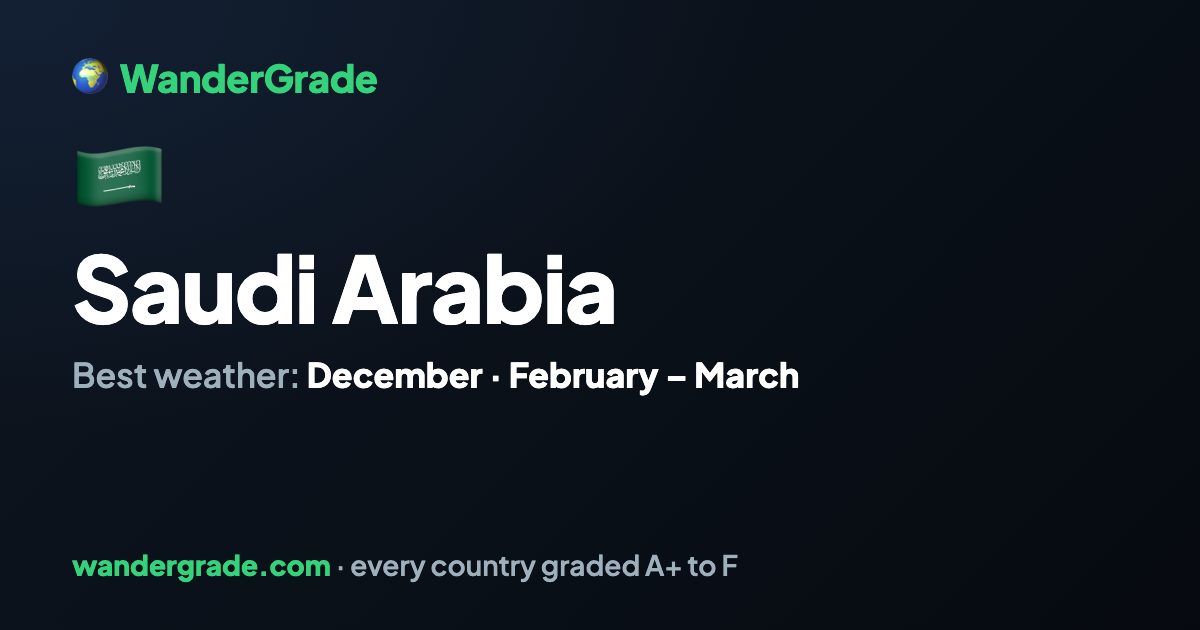 WanderGrade
Saudi Arabia
Best weather: December · February – March
wandergrade.com · every country graded A+ to F